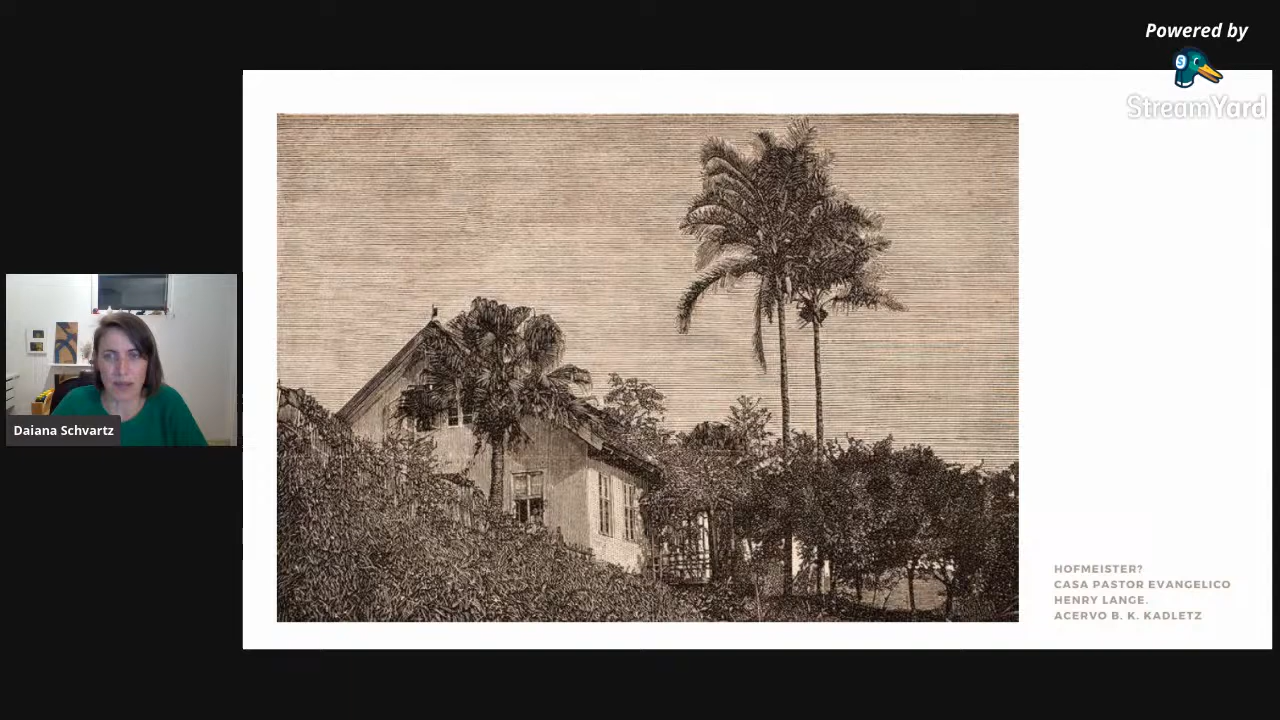 Powered by
StreamYard
Daiana Schvartz
HOFMEISTER?
CASA PASTOR EVANGELICO
HENRY LANGE.
ACERVO B. K. KADLETZ